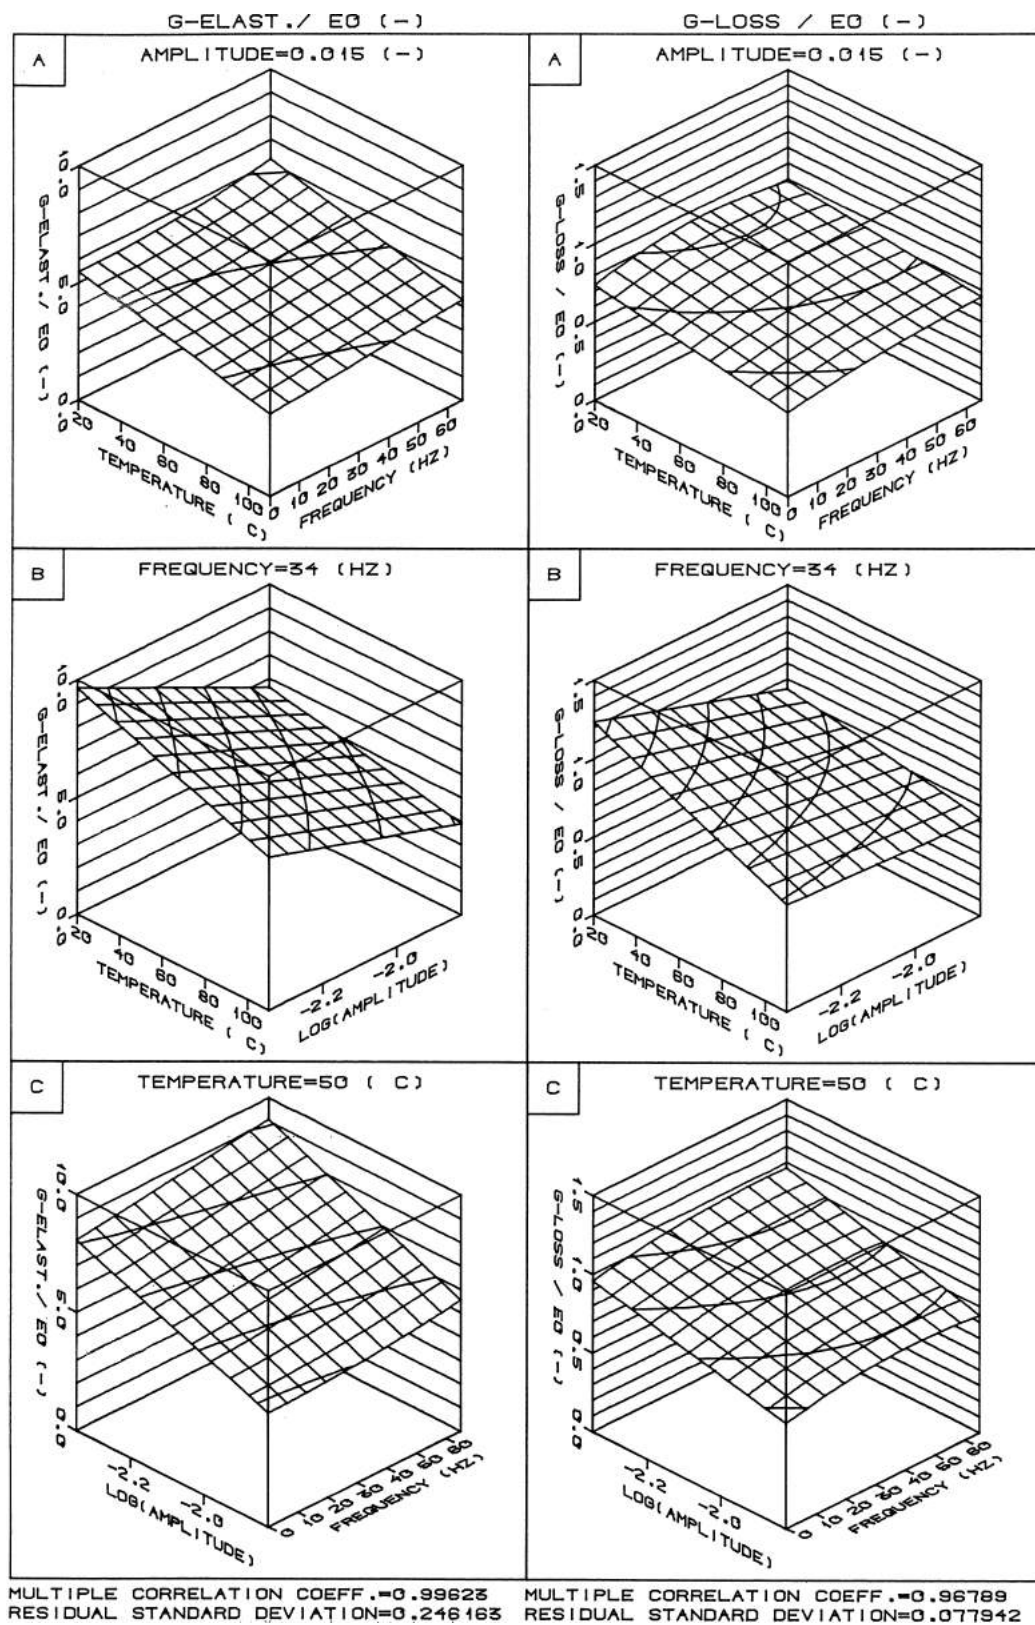 G-ELAST./ E0 (-)
G-LOSS / E0 (-)
A
AMPLITUDE=0.015 (-)
10.0
5.0
0.0
G-ELAST./ E0 (-)
20 40 60 80 100
TEMPERATURE ( C)
0 10 20 30 40 50 60
FREQUENCY (HZ)
A
AMPLITUDE=0.015 (-)
1.5
1.0
0.5
0.0
G-LOSS / E0 (-)
20 40 60 80 100
TEMPERATURE ( C)
0 10 20 30 40 50 60
FREQUENCY (HZ)
B
FREQUENCY=34 (HZ)
10.0
5.0
0.0
G-ELAST./ E0 (-)
20 40 60 80 100
TEMPERATURE ( C)
-2.2 -2.0
LOG(AMPLITUDE)
B
FREQUENCY=34 (HZ)
1.5
1.0
0.5
0.0
G-LOSS / E0 (-)
20 40 60 80 100
TEMPERATURE ( C)
-2.2 -2.0
LOG(AMPLITUDE)
C
TEMPERATURE=50 ( C)
10.0
5.0
0.0
G-ELAST./ E0 (-)
-2.2 -2.0
LOG(AMPLITUDE)
0 10 20 30 40 50 60
FREQUENCY (HZ)
C
TEMPERATURE=50 ( C)
1.5
1.0
0.5
0.0
G-LOSS / E0 (-)
-2.2 -2.0
LOG(AMPLITUDE)
0 10 20 30 40 50 60
FREQUENCY (HZ)
MULTIPLE CORRELATION COEFF.=0.99623
RESIDUAL STANDARD DEVIATION=0.246163
MULTIPLE CORRELATION COEFF.=0.96789
RESIDUAL STANDARD DEVIATION=0.077942